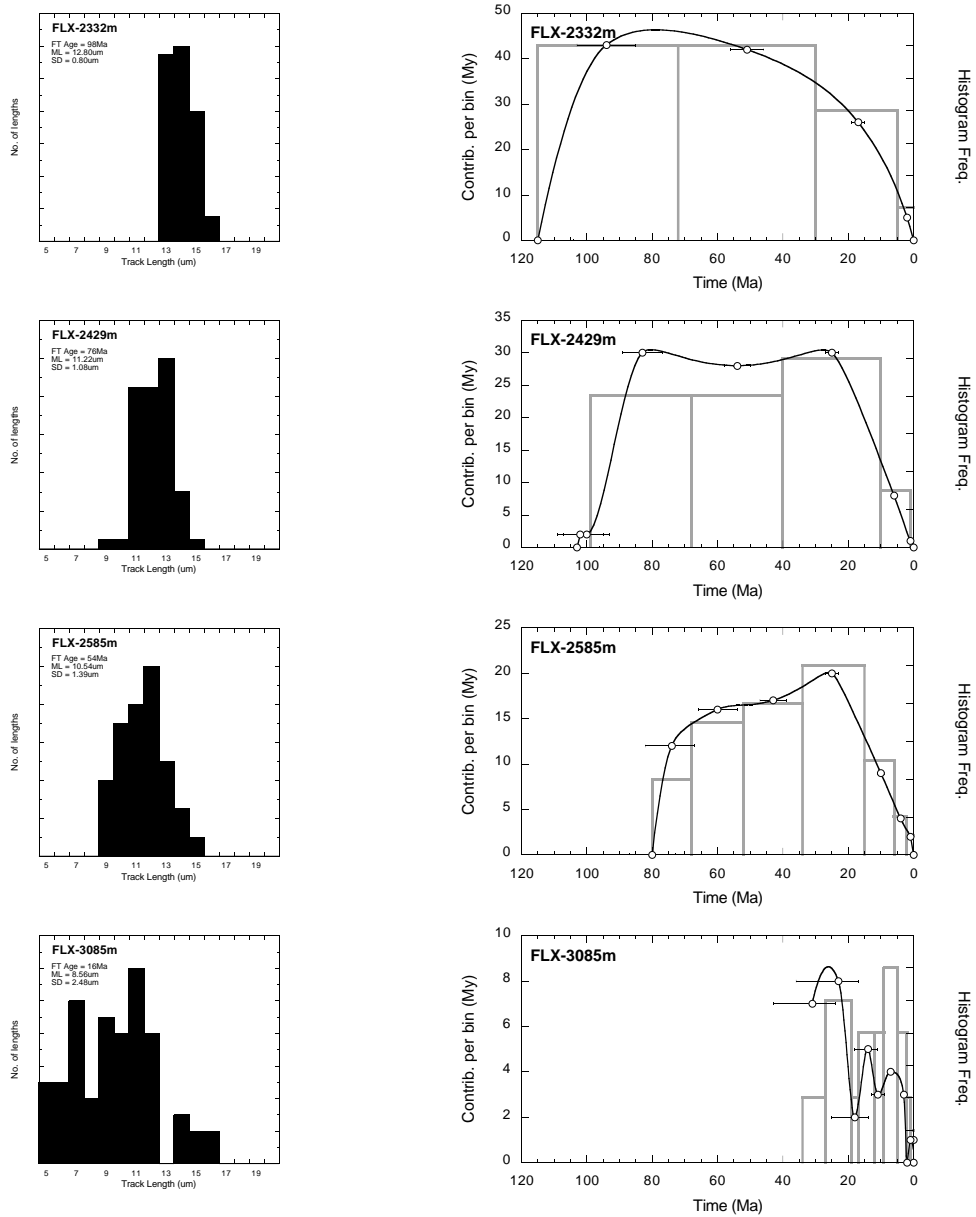 FLX-2332m
FT Age = 98Ma
ML = 12.80um
SD = 0.80um
No. of lengths
5 7 9 11 13 15 17 19
Track Length (um)
FLX-2332m
50
40
30
20
10
0
Contrib. per bin (My)
Histogram Freq.
120 100 80 60 40 20 0
Time (Ma)
FLX-2429m
FT Age = 76Ma
ML = 11.22um
SD = 1.08um
No. of lengths
5 7 9 11 13 15 17 19
Track Length (um)
FLX-2429m
35
30
25
20
15
10
5
0
Contrib. per bin (My)
Histogram Freq.
120 100 80 60 40 20 0
Time (Ma)
FLX-2585m
FT Age = 54Ma
ML = 10.54um
SD = 1.39um
No. of lengths
5 7 9 11 13 15 17 19
Track Length (um)
FLX-2585m
25
20
15
10
5
0
Contrib. per bin (My)
Histogram Freq.
120 100 80 60 40 20 0
Time (Ma)
FLX-3085m
FT Age = 16Ma
ML = 8.56um
SD = 2.48um
No. of lengths
5 7 9 11 13 15 17 19
Track Length (um)
FLX-3085m
10
8
6
4
2
0
Contrib. per bin (My)
Histogram Freq.
120 100 80 60 40 20 0
Time (Ma)